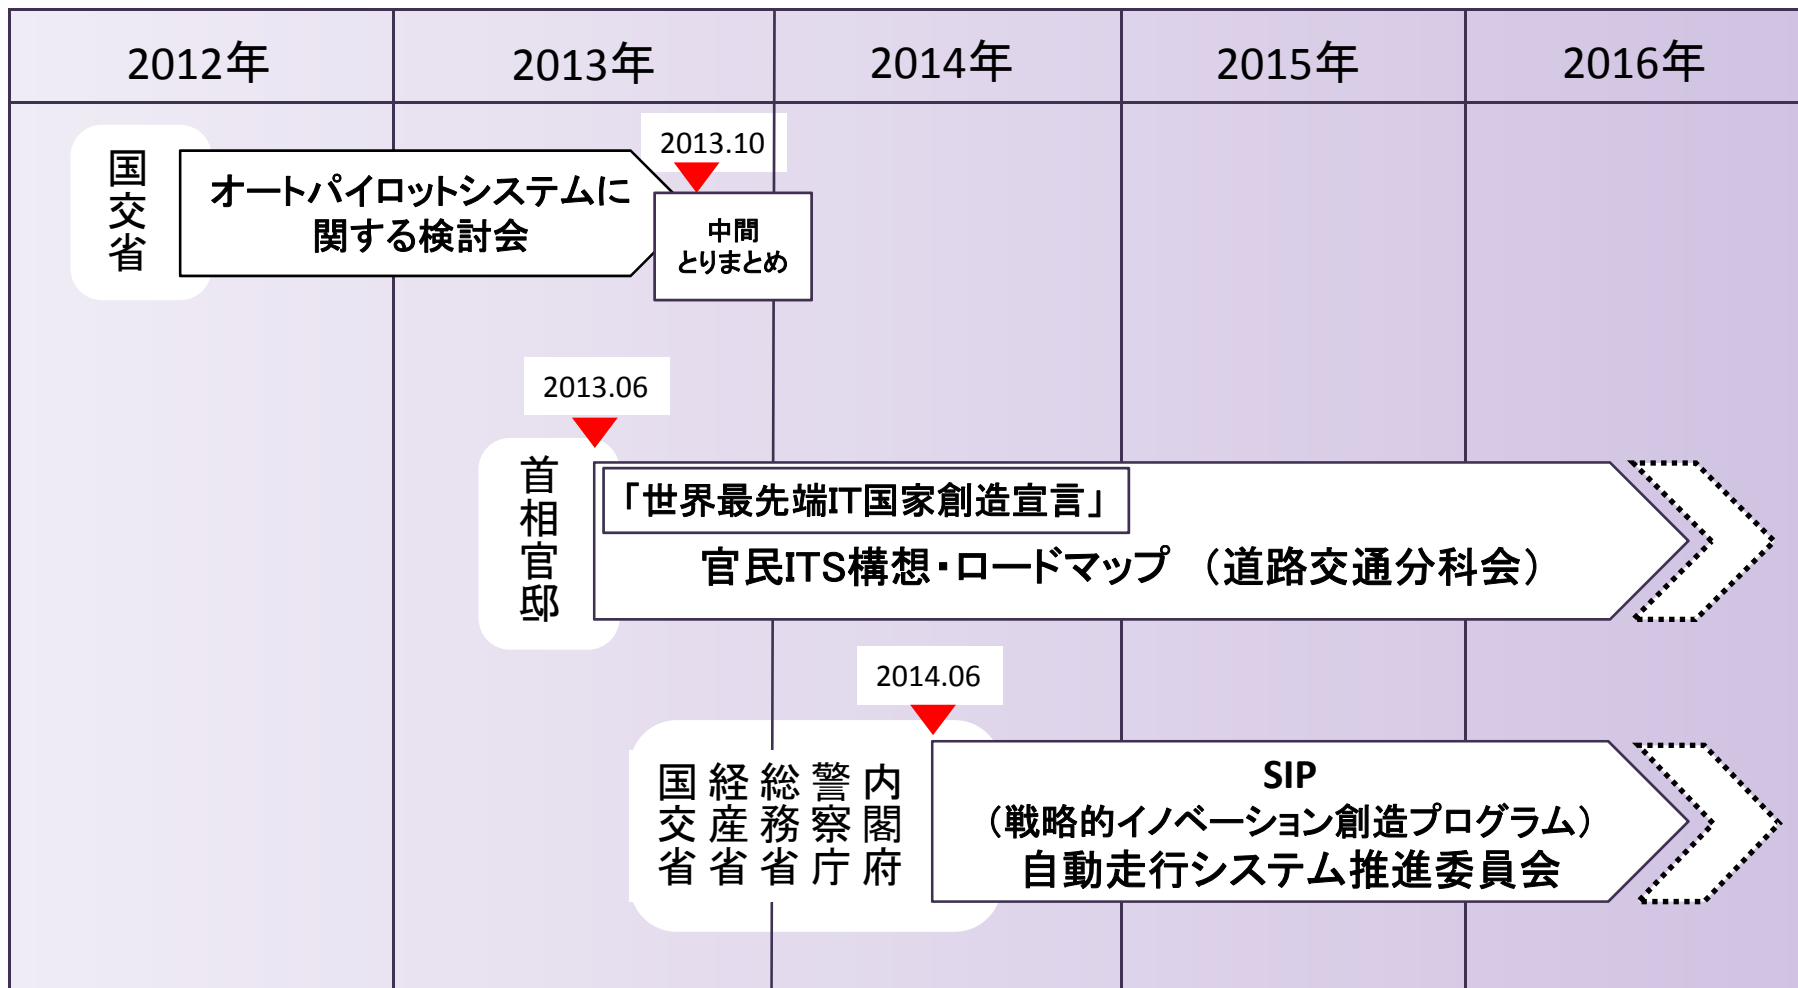 2012年
2013年
2014年
2015年
2016年
国交省
オートパイロットシステムに
関する検討会
2013.10
中間
とりまとめ
2013.06
首相官邸
「世界最先端IT国家創造宣言」
官民ITS構想・ロードマップ （道路交通分科会）
2014.06
内閣府
警察庁
総務省
経産省
国交省
SIP
（戦略的イノベーション創造プログラム）
自動走行システム推進委員会